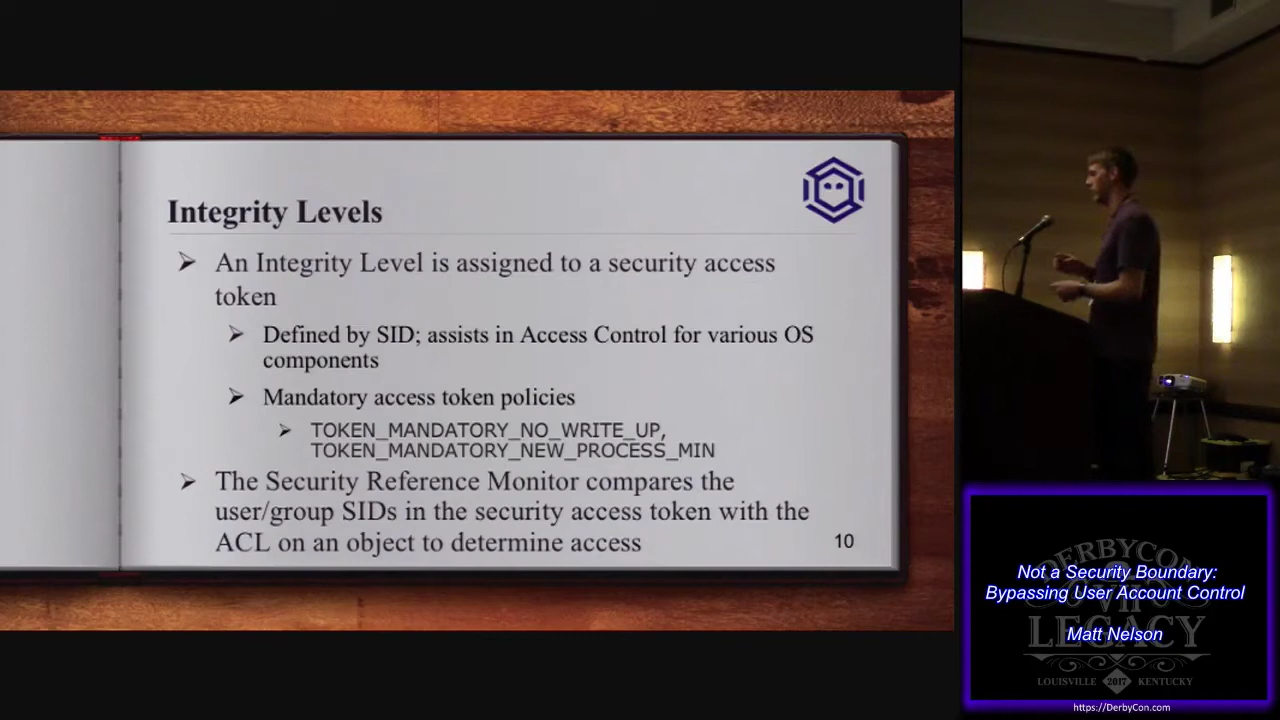 Integrity Levels
An Integrity Level is assigned to a security access
token
Defined by SID; assists in Access Control for various OS
components
Mandatory access token policies
TOKEN_MANDATORY_NO_WRITE_UP,
TOKEN_MANDATORY_NEW_PROCESS_MIN
The Security Reference Monitor compares the
user/group SIDs in the security access token with the
ACL on an object to determine access
10
DERBYCON
VII
LEGACY
LOUISVILLE 2017 KENTUCKY
Not a Security Boundary:
Bypassing User Account Control
Matt Nelson
https://DerbyCon.com